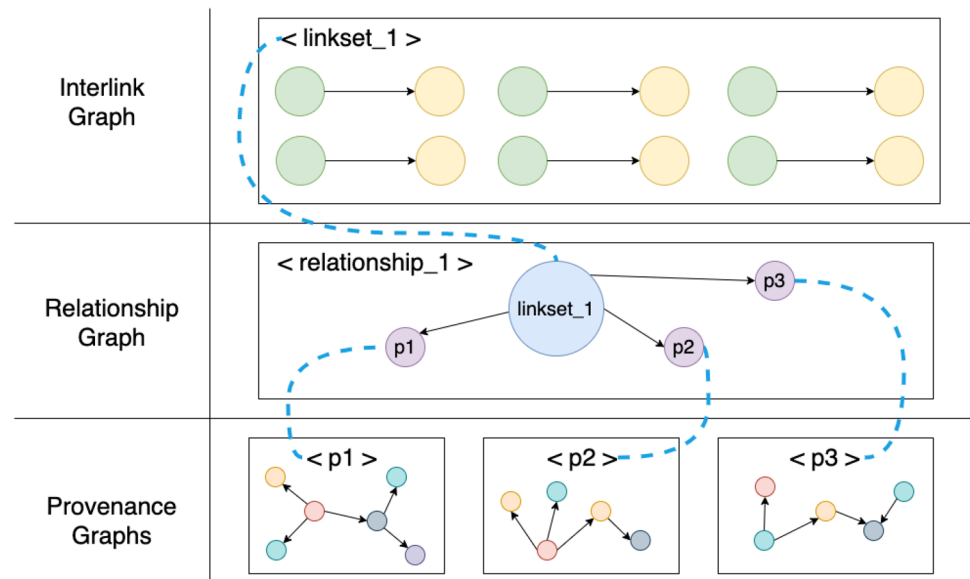 Interlink
Graph
< linkset_1 >
Relationship
Graph
< relationship_1 >
linkset_1
p3
p1
p2
Provenance
Graphs
< p1 >
< p2 >
< p3 >